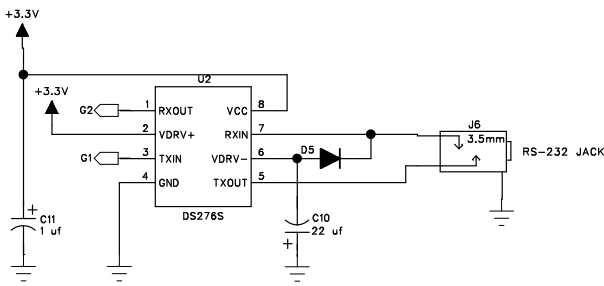 +3.3V
U2
+3.3V
G2
1
RXOUT
VCC
8
2
VDRV+
RXIN
7
J6
3.5mm
G1
3
TXIN
VDRV-
6
D5
RS-232 JACK
4
GND
TXOUT
5
DS276S
+
C11
1 uf
C10
22 uf
+